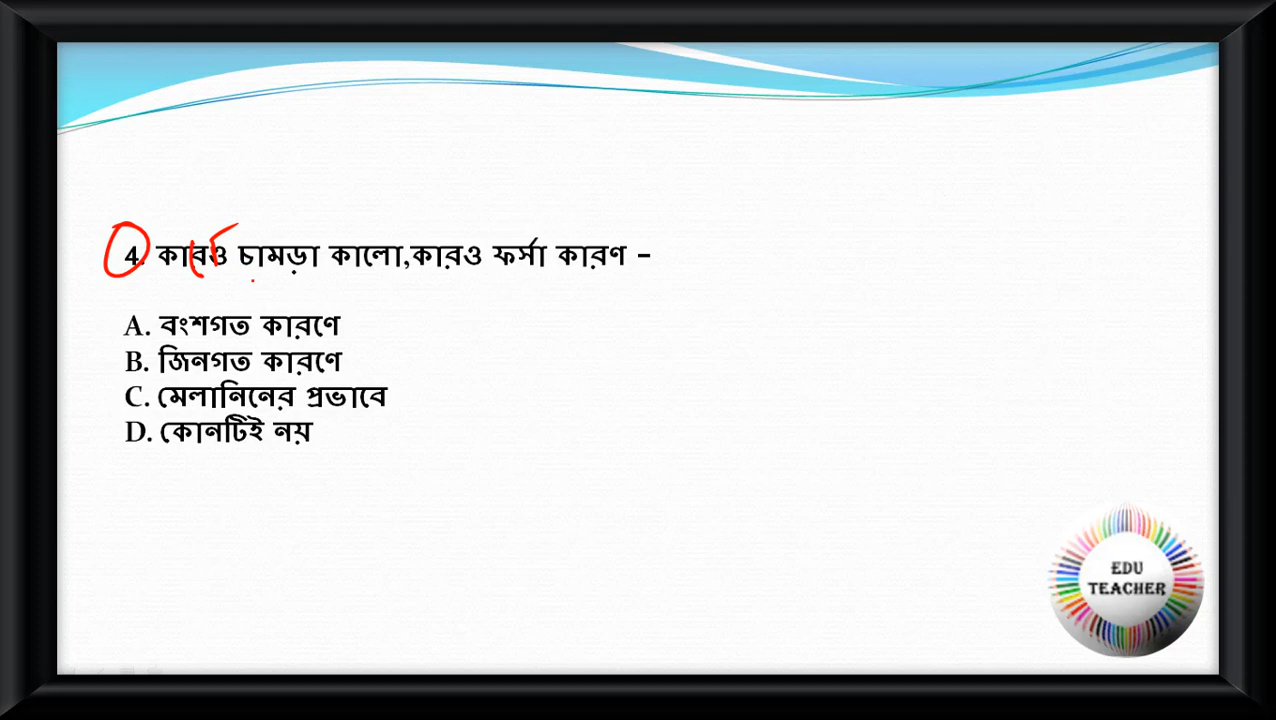 4. কারও চামড়া কালো,কারও ফর্সা কারণ –
A. বংশগত কারণে
B. জিনগত কারণে
C. মেলানিনের প্রভাবে
D. কোনটিই নয়
EDU
TEACHER